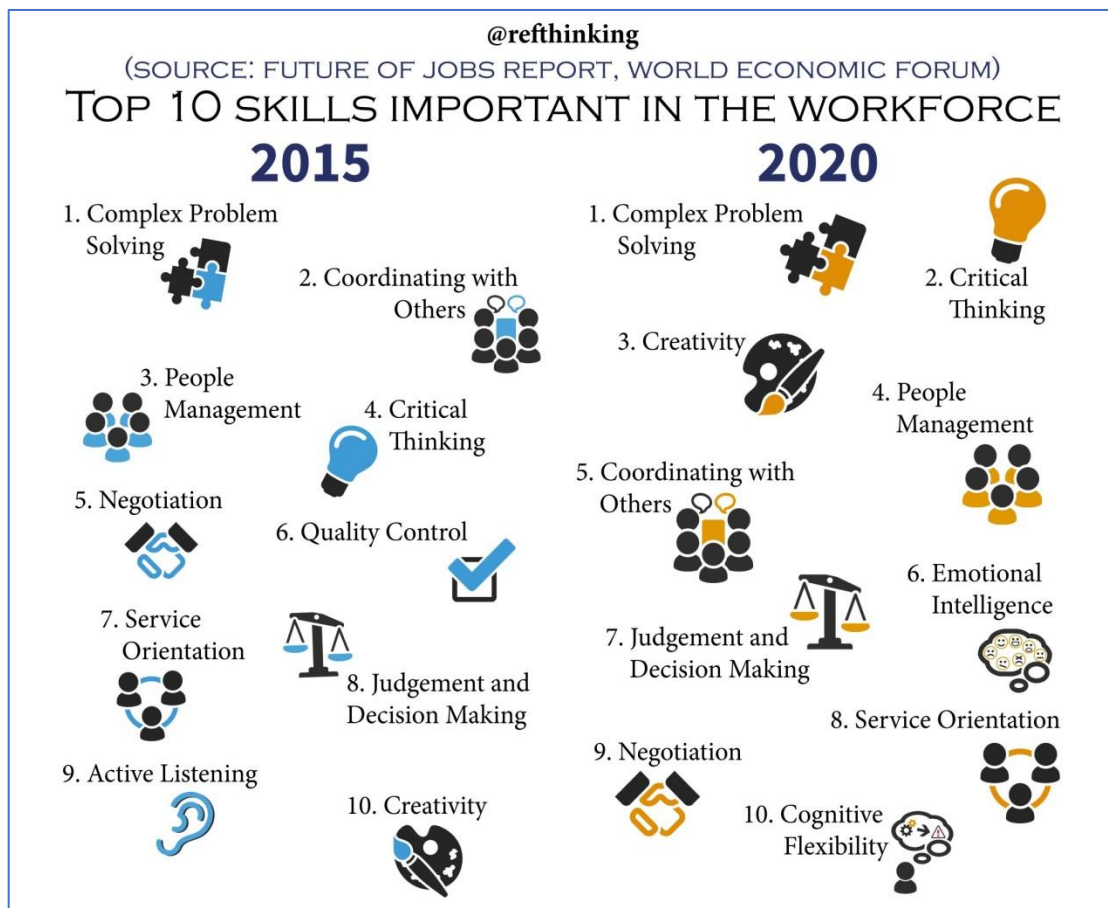 @refthinking
(SOURCE: FUTURE OF JOBS REPORT, WORLD ECONOMIC FORUM)
TOP 10 SKILLS IMPORTANT IN THE WORKFORCE
2015
1. Complex Problem
Solving
2. Coordinating with
Others
3. People
Management
4. Critical
Thinking
5. Negotiation
6. Quality Control
7. Service
Orientation
8. Judgement and
Decision Making
9. Active Listening
10. Creativity
2020
1. Complex Problem
Solving
2. Critical
Thinking
3. Creativity
4. People
Management
5. Coordinating with
Others
6. Emotional
Intelligence
7. Judgement and
Decision Making
8. Service Orientation
9. Negotiation
10. Cognitive
Flexibility